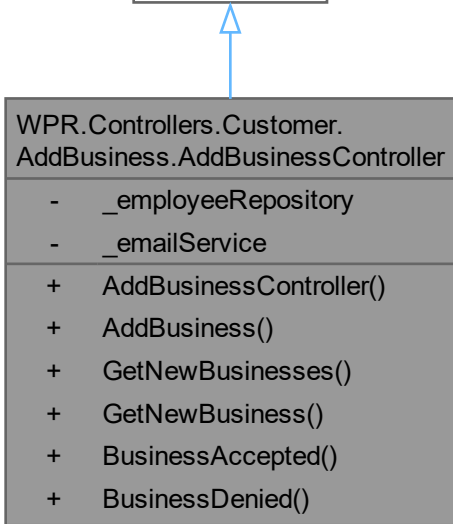 WPR.Controllers.Customer.
AddBusiness.AddBusinessController
- _employeeRepository
- _emailService
+ AddBusinessController()
+ AddBusiness()
+ GetNewBusinesses()
+ GetNewBusiness()
+ BusinessAccepted()
+ BusinessDenied()